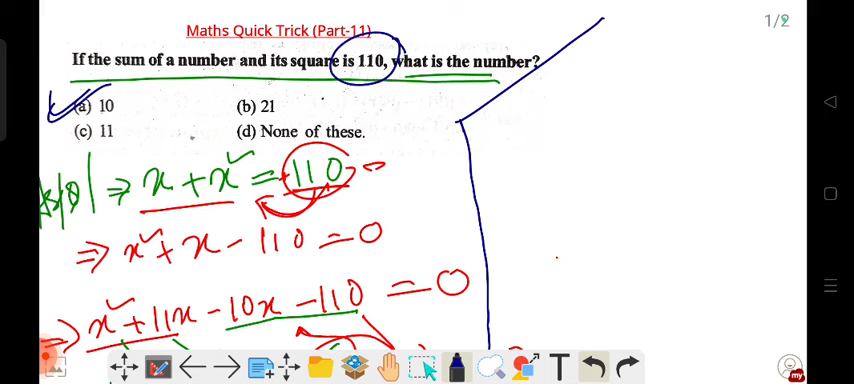 Maths Quick Trick (Part-11)
1/2
If the sum of a number and its square is 110, what is the number?
(a) 10 (b) 21
(c) 11 (d) None of these.
⇒ x + x² = 110
⇒ x² + x - 110 = 0
⇒ x² + 11x - 10x - 110 = 0
T
my